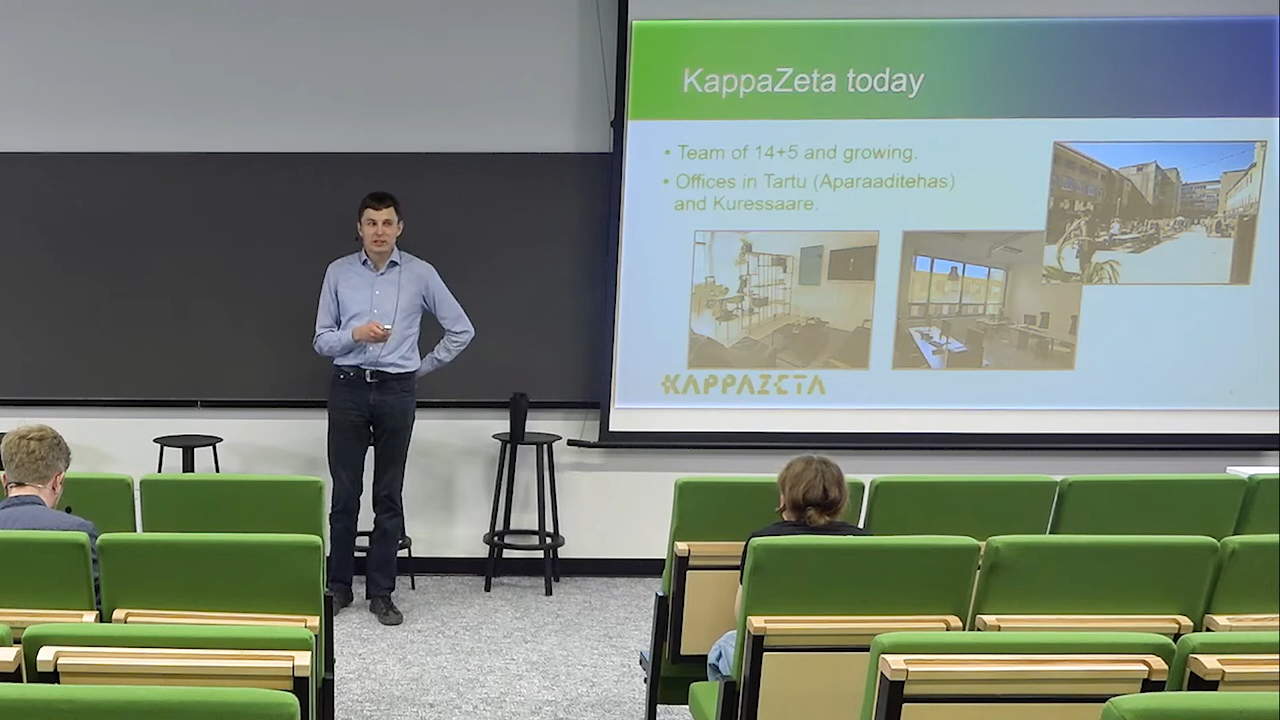 KappaZeta today
• Team of 14+5 and growing.
• Offices in Tartu (Aparaaditehas)
and Kuressaare.
KAPPAZETA